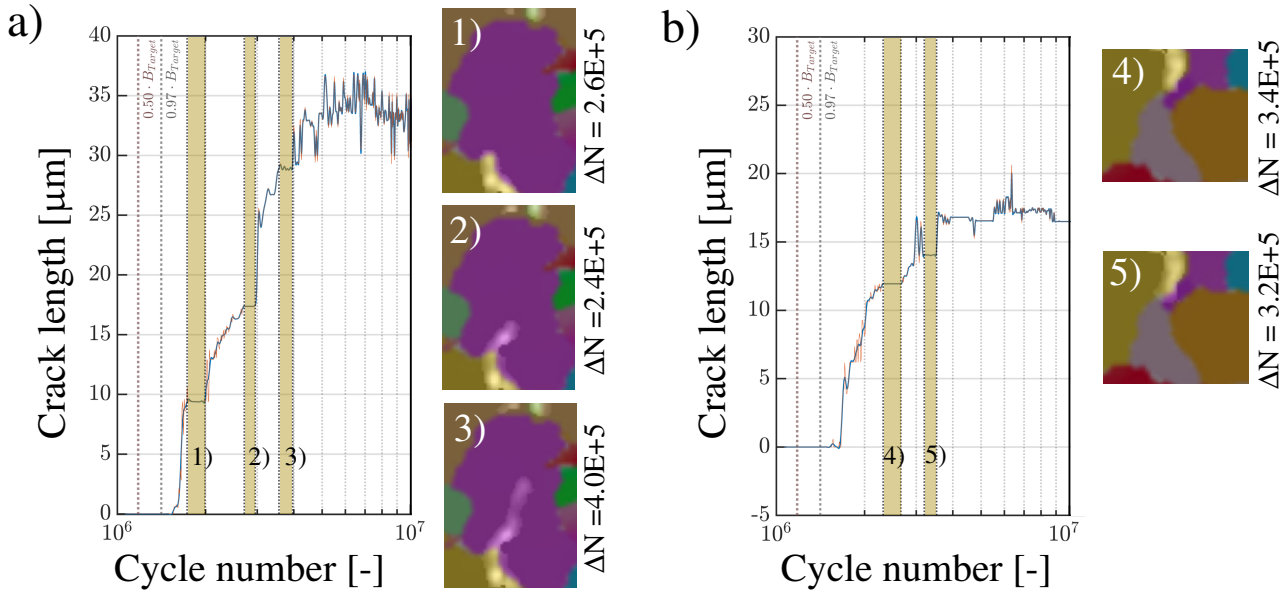 a)
Crack length [μm]
40
35
30
25
20
15
10
5
0
0.50 · B_Target
0.97 · B_Target
1)
2)
3)
10^6
10^7
Cycle number [-]
1)
ΔN = 2.6E+5
2)
ΔN =2.4E+5
3)
ΔN =4.0E+5
b)
Crack length [μm]
30
25
20
15
10
5
0
-5
0.50 · B_Target
0.97 · B_Target
4)
5)
10^6
10^7
Cycle number [-]
4)
ΔN = 3.4E+5
5)
ΔN = 3.2E+5